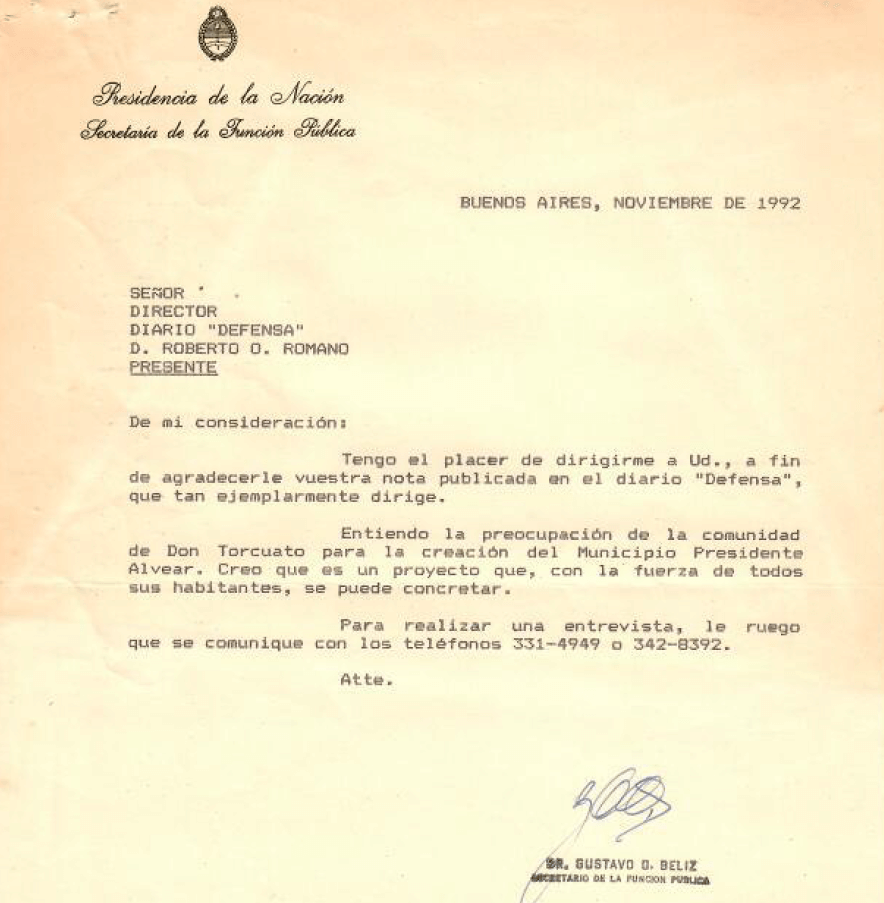 Presidencia de la Nación
Secretaría de la Función Pública
BUENOS AIRES, NOVIEMBRE DE 1992
SEÑOR
DIRECTOR
DIARIO "DEFENSA"
D. ROBERTO O. ROMANO
PRESENTE
De mi consideración:
Tengo el placer de dirigirme a Ud., a fin
de agradecerle vuestra nota publicada en el diario "Defensa",
que tan ejemplarmente dirige.
Entiendo la preocupación de la comunidad
de Don Torcuato para la creación del Municipio Presidente
Alvear. Creo que es un proyecto que, con la fuerza de todos
sus habitantes, se puede concretar.
Para realizar una entrevista, le ruego
que se comunique con los teléfonos 331-4949 o 342-8392.
Atte.
DR. GUSTAVO O. BELIZ
SECRETARIO DE LA FUNCION PUBLICA